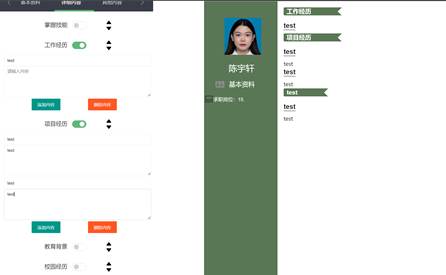 基本资料
详细内容
其他内容
掌握技能
工作经历
test
请输入内容
添加内容
删除内容
项目经历
test
test
test
test
添加内容
删除内容
教育背景
校园经历
陈宇轩
基本资料
求职岗位: 15
工作经历
test
项目经历
test
test
test
test
test
test
test